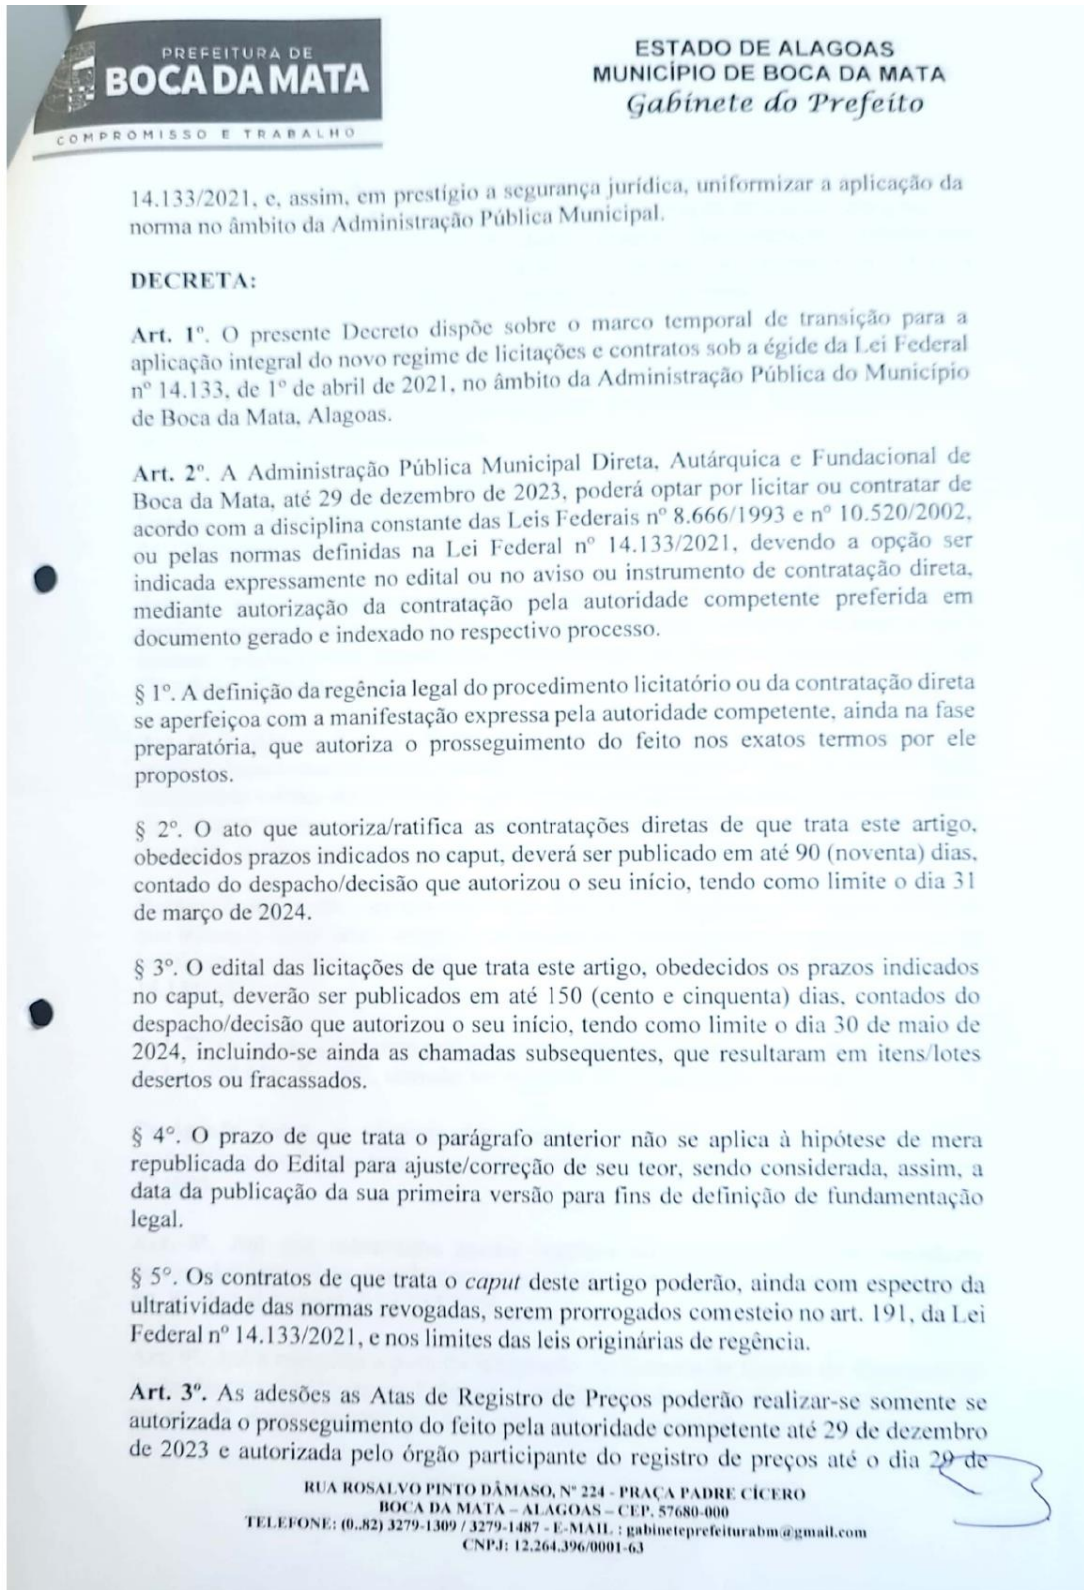 PREFEITURA DE
BOCA DA MATA
COMPROMISSO E TRABALHO
ESTADO DE ALAGOAS
MUNICÍPIO DE BOCA DA MATA
Gabinete do Prefeito
14.133/2021, e, assim, em prestígio a segurança jurídica, uniformizar a aplicação da
norma no âmbito da Administração Pública Municipal.
DECRETA:
Art. 1º. O presente Decreto dispõe sobre o marco temporal de transição para a
aplicação integral do novo regime de licitações e contratos sob a égide da Lei Federal
nº 14.133, de 1º de abril de 2021, no âmbito da Administração Pública do Município
de Boca da Mata, Alagoas.
Art. 2º. A Administração Pública Municipal Direta, Autárquica e Fundacional de
Boca da Mata, até 29 de dezembro de 2023, poderá optar por licitar ou contratar de
acordo com a disciplina constante das Leis Federais nº 8.666/1993 e nº 10.520/2002,
ou pelas normas definidas na Lei Federal nº 14.133/2021, devendo a opção ser
indicada expressamente no edital ou no aviso ou instrumento de contratação direta,
mediante autorização da contratação pela autoridade competente preferida em
documento gerado e indexado no respectivo processo.
§ 1º. A definição da regência legal do procedimento licitatório ou da contratação direta
se aperfeiçoa com a manifestação expressa pela autoridade competente, ainda na fase
preparatória, que autoriza o prosseguimento do feito nos exatos termos por ele
propostos.
§ 2º. O ato que autoriza/ratifica as contratações diretas de que trata este artigo,
obedecidos prazos indicados no caput, deverá ser publicado em até 90 (noventa) dias,
contado do despacho/decisão que autorizou o seu início, tendo como limite o dia 31
de março de 2024.
§ 3º. O edital das licitações de que trata este artigo, obedecidos os prazos indicados
no caput, deverão ser publicados em até 150 (cento e cinquenta) dias, contados do
despacho/decisão que autorizou o seu início, tendo como limite o dia 30 de maio de
2024, incluindo-se ainda as chamadas subsequentes, que resultaram em itens/lotes
desertos ou fracassados.
§ 4º. O prazo de que trata o parágrafo anterior não se aplica à hipótese de mera
republicada do Edital para ajuste/correção de seu teor, sendo considerada, assim, a
data da publicação da sua primeira versão para fins de definição de fundamentação
legal.
§ 5º. Os contratos de que trata o caput deste artigo poderão, ainda com espectro da
ultratividade das normas revogadas, serem prorrogados comesteio no art. 191, da Lei
Federal nº 14.133/2021, e nos limites das leis originárias de regência.
Art. 3º. As adesões as Atas de Registro de Preços poderão realizar-se somente se
autorizada o prosseguimento do feito pela autoridade competente até 29 de dezembro
de 2023 e autorizada pelo órgão participante do registro de preços até o dia 29 de
RUA ROSALVO PINTO DÂMASO, Nº 224 - PRAÇA PADRE CÍCERO
BOCA DA MATA – ALAGOAS – CEP. 57680-000
TELEFONE: (0..82) 3279-1309 / 3279-1487 - E-MAIL : gabineteprefeiturabm@gmail.com
CNPJ: 12.264.396/0001-63